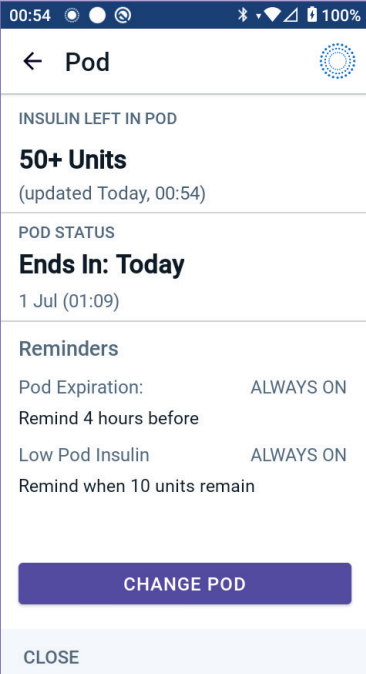 00:54 100%
Pod
INSULIN LEFT IN POD
50+ Units
(updated Today, 00:54)
POD STATUS
Ends In: Today
1 Jul (01:09)
Reminders
Pod Expiration: ALWAYS ON
Remind 4 hours before
Low Pod Insulin ALWAYS ON
Remind when 10 units remain
CHANGE POD
CLOSE